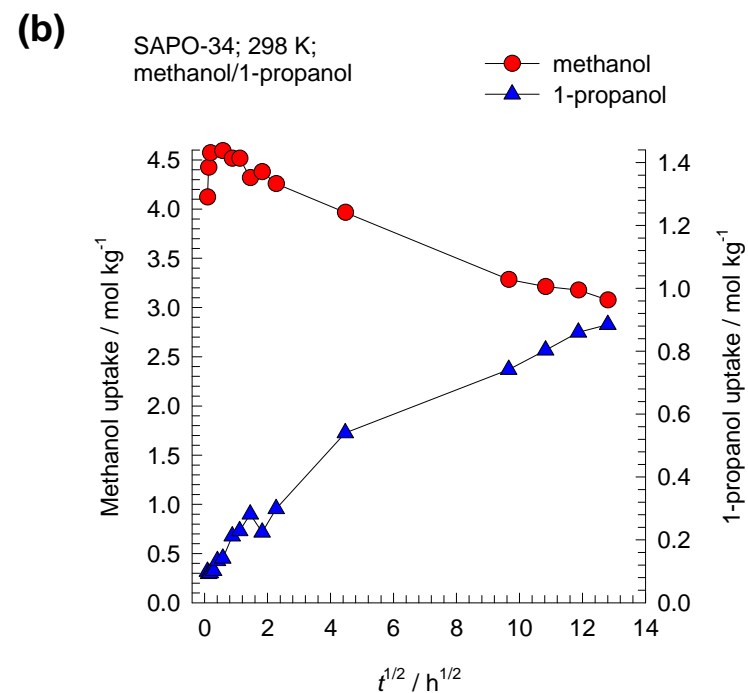 (b)
SAPO-34; 298 K;
methanol/1-propanol
methanol
1-propanol
Methanol uptake / mol kg⁻¹
4.5
4.0
3.5
3.0
2.5
2.0
1.5
1.0
0.5
0.0
1.4
1.2
1.0
0.8
0.6
0.4
0.2
0.0
1-propanol uptake / mol kg⁻¹
0 2 4 6 8 10 12 14
t^1/2 / h^1/2